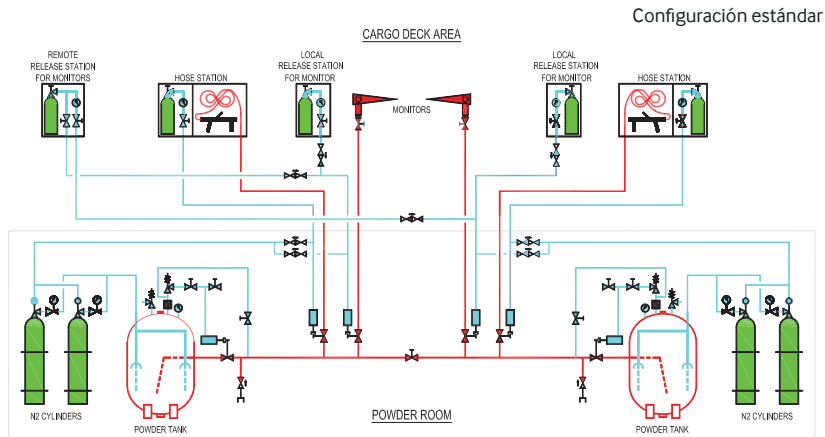 Configuración estándar
CARGO DECK AREA
REMOTE
RELEASE STATION
FOR MONITORS
HOSE STATION
LOCAL
RELEASE STATION
FOR MONITOR
MONITORS
LOCAL
RELEASE STATION
FOR MONITOR
HOSE STATION
N2 CYLINDERS
POWDER TANK
POWDER ROOM
POWDER TANK
N2 CYLINDERS